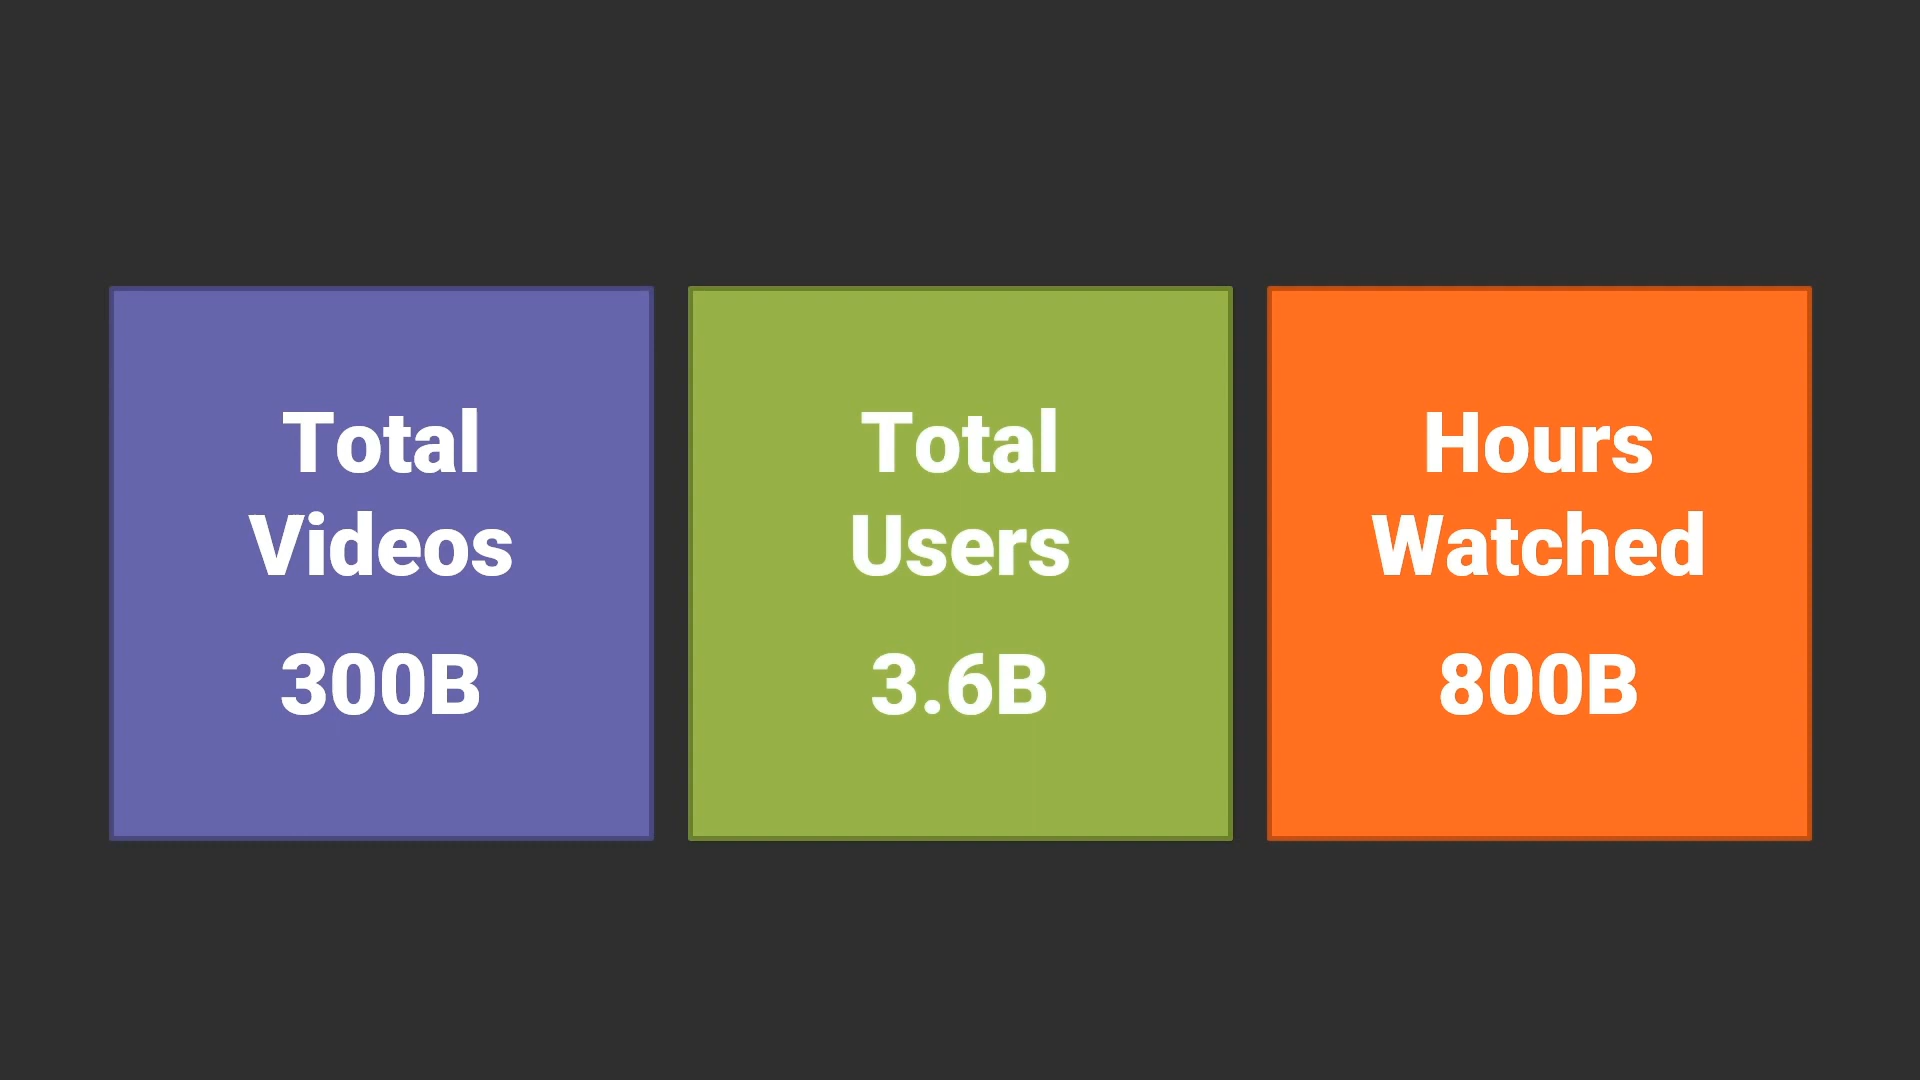 Total
Videos
300B
Total
Users
3.6B
Hours
Watched
800B